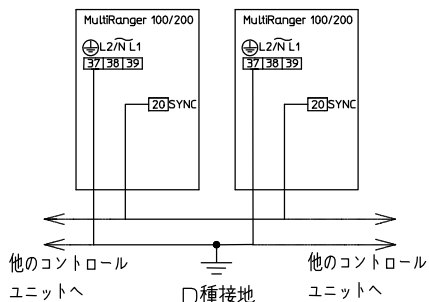 MultiRanger 100/200
L2/N L1
37 38 39
20 SYNC
MultiRanger 100/200
L2/N L1
37 38 39
20 SYNC
他のコントロール
ユニットへ
D種接地
他のコントロール
ユニットへ